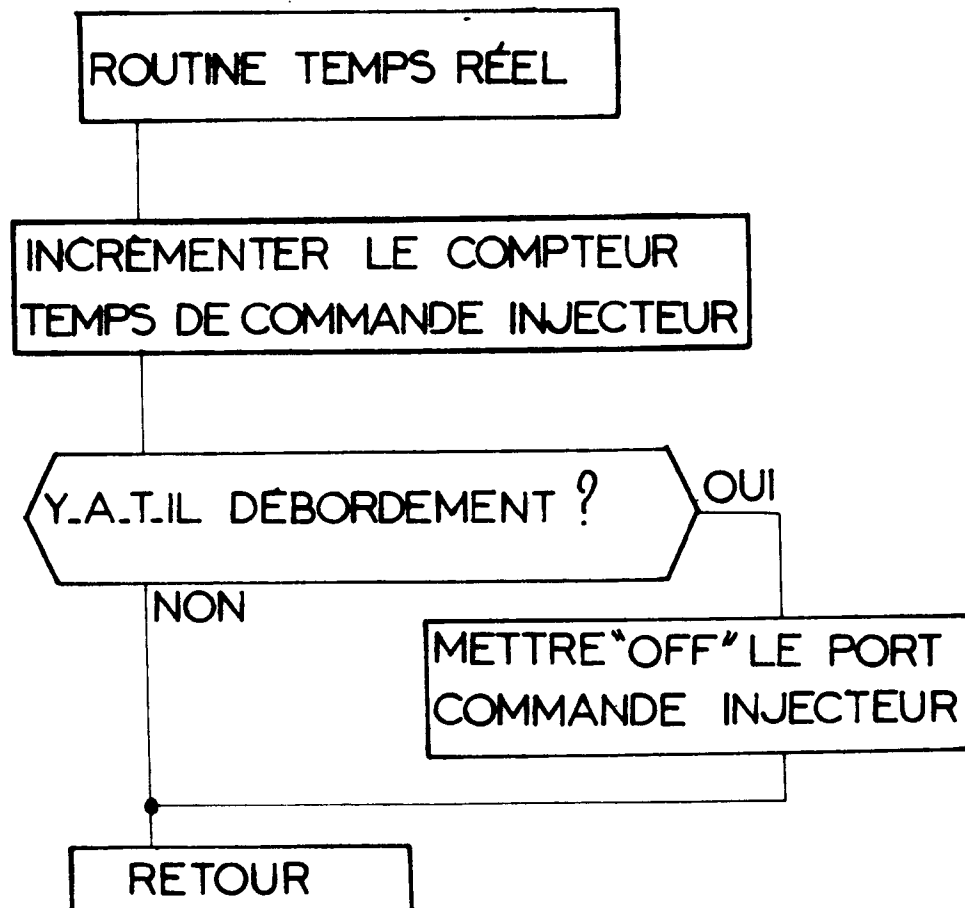 ROUTINE TEMPS RÉEL
INCRÉMENTER LE COMPTEUR
TEMPS DE COMMANDE INJECTEUR
Y_A_T_IL DÉBORDEMENT ?
OUI
NON
METTRE "OFF" LE PORT
COMMANDE INJECTEUR
RETOUR